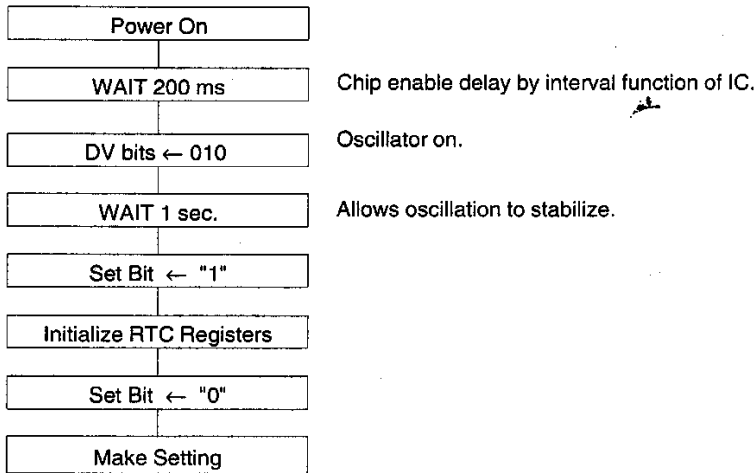 Power On
WAIT 200 ms Chip enable delay by interval function of IC.
DV bits ← 010 Oscillator on.
WAIT 1 sec. Allows oscillation to stabilize.
Set Bit ← "1"
Initialize RTC Registers
Set Bit ← "0"
Make Setting